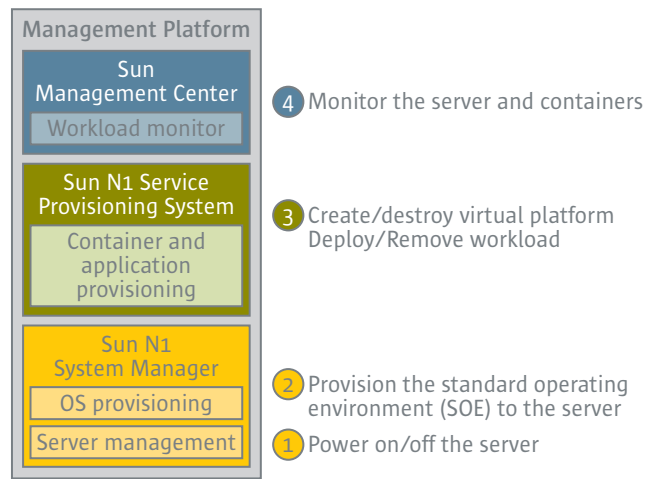 Management Platform
Sun
Management Center
Workload monitor
4 Monitor the server and containers
Sun N1 Service
Provisioning System
Container and
application
provisioning
3 Create/destroy virtual platform
Deploy/Remove workload
Sun N1
System Manager
OS provisioning
Server management
2 Provision the standard operating
environment (SOE) to the server
1 Power on/off the server